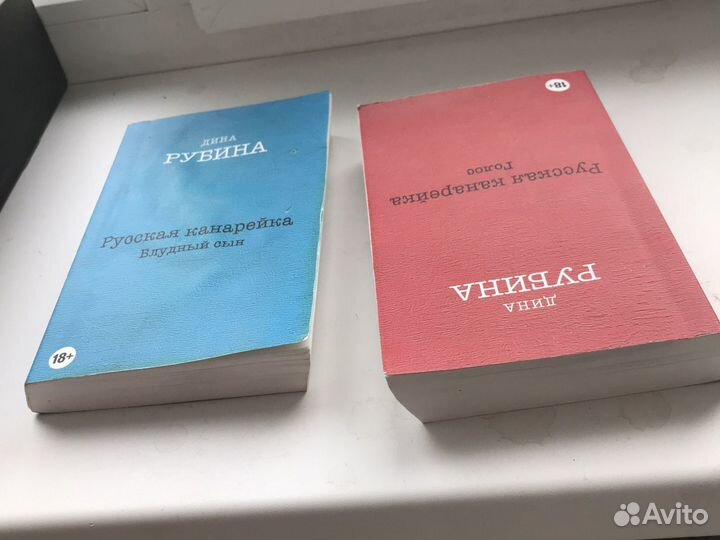 ДИНА
РУБИНА
Русская канарейка
Блудный сын
18+
ДИНА
РУБИНА
Русская канарейка
Голос
18+
Avito